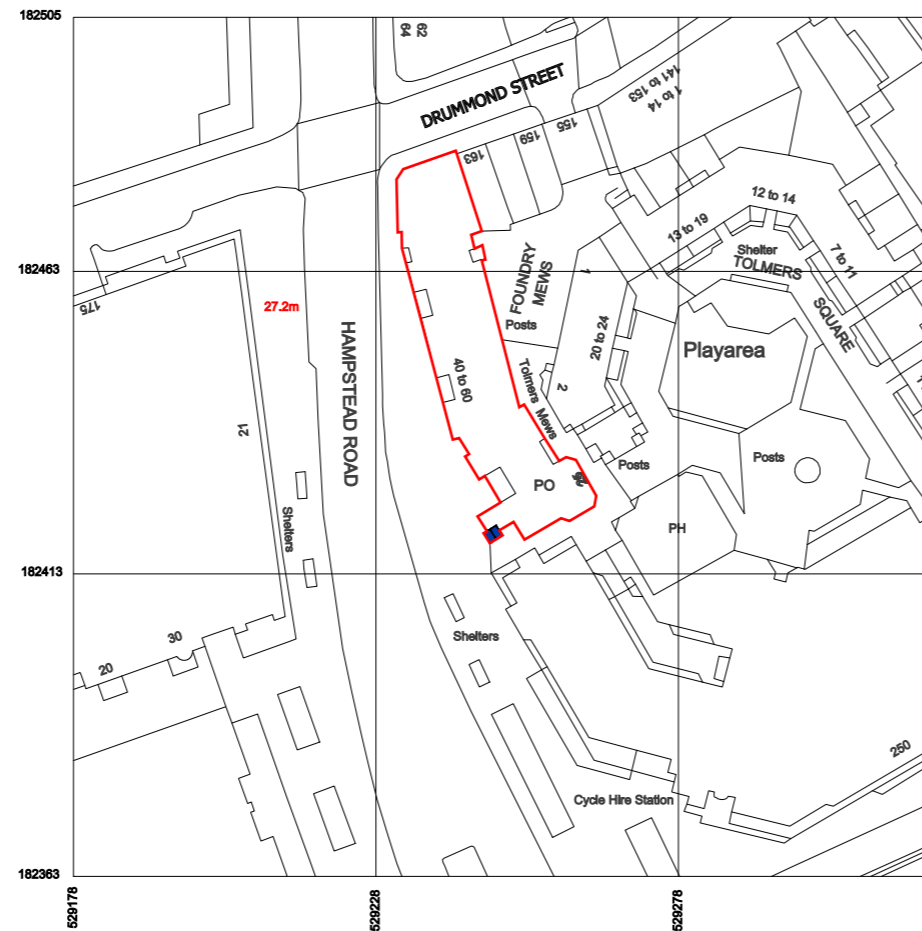 182505
64
62
DRUMMOND STREET
141 to 153
1 to 14
155
159
163
12 to 14
13 to 19
Shelter
TOLMERS
SQUARE
7 to 11
182463
175
27.2m
FOUNDRY
MEWS
Posts
1
20 to 24
2
Playarea
HAMPSTEAD ROAD
40 to 60
Tolmers Mews
21
Posts
Posts
PO
PH
Shelters
182413
Shelters
30
20
250
Cycle Hire Station
182363
529178
529228
529278